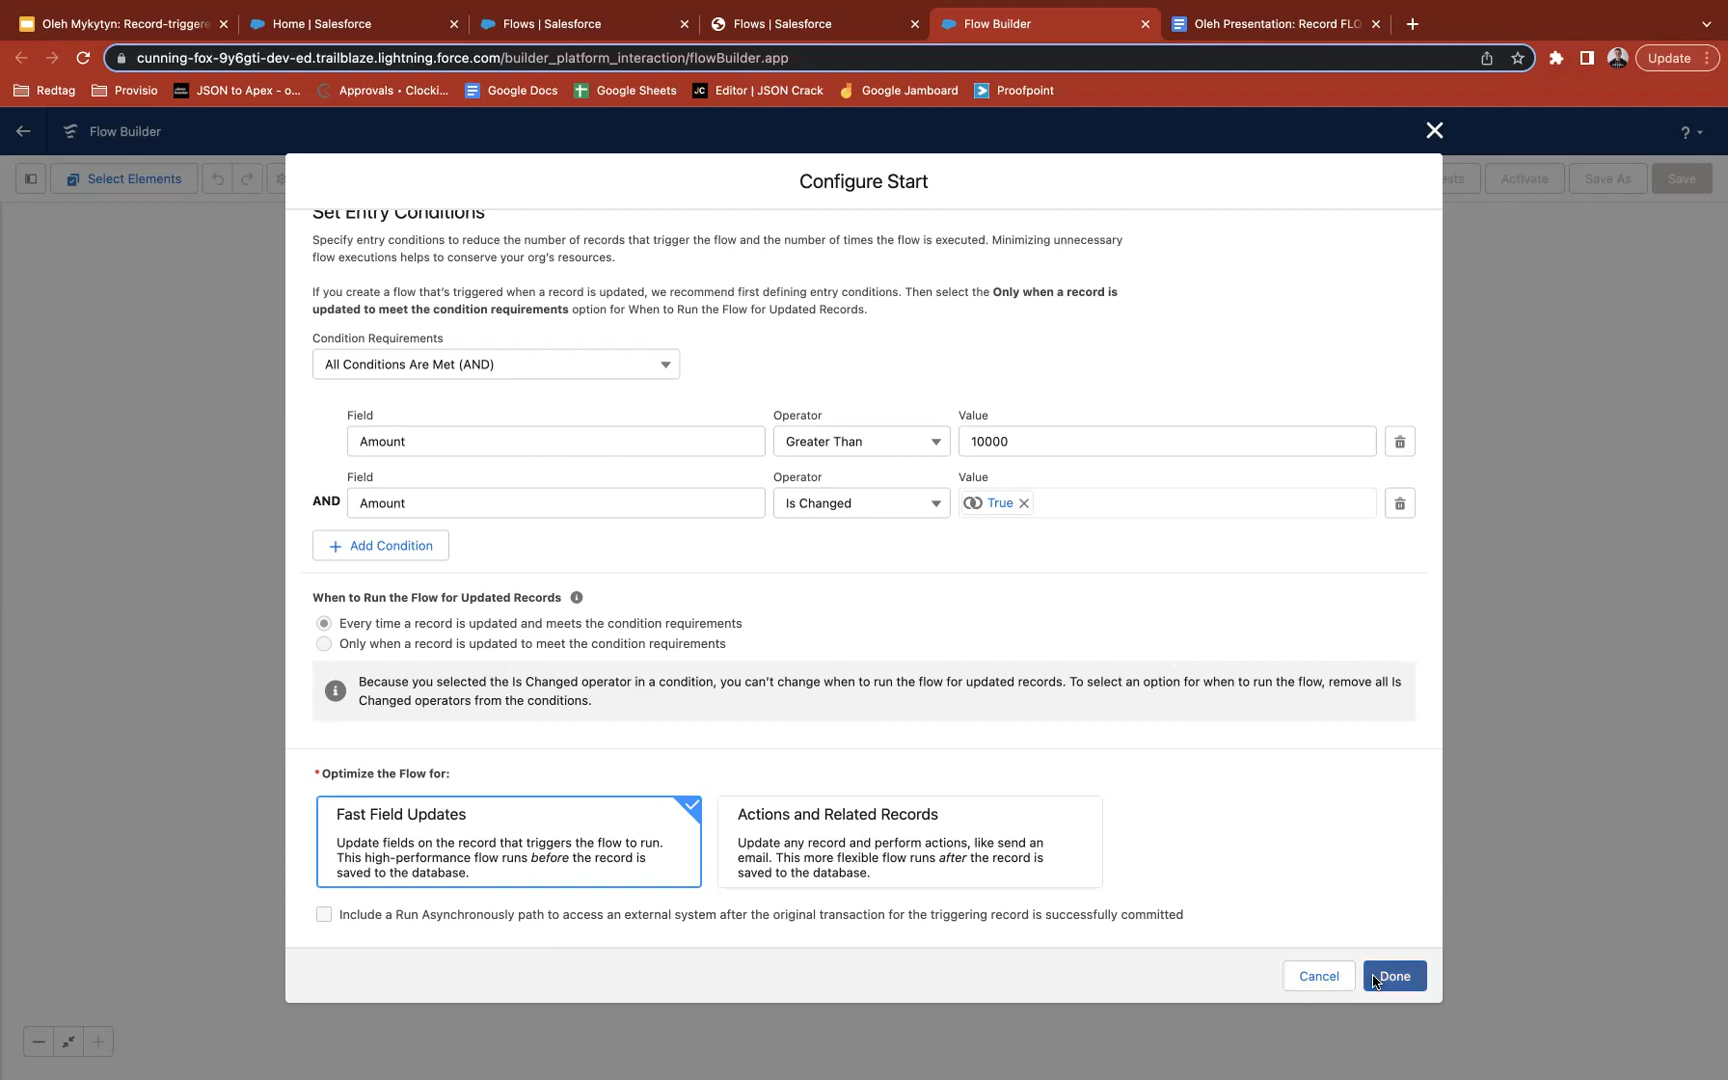 Oleh Mykytyn: Record-triggere
Home | Salesforce
Flows | Salesforce
Flows | Salesforce
Flow Builder
Oleh Presentation: Record FLO
cunning-fox-9y6gti-dev-ed.trailblaze.lightning.force.com/builder_platform_interaction/flowBuilder.app
Update
Redtag
Provisio
JSON to Apex - o...
Approvals • Clocki...
Google Docs
Google Sheets
JC
Editor | JSON Crack
Google Jamboard
Proofpoint
Flow Builder
?
Select Elements
ests
Activate
Save As
Save
Configure Start
Set Entry Conditions
Specify entry conditions to reduce the number of records that trigger the flow and the number of times the flow is executed. Minimizing unnecessary
flow executions helps to conserve your org's resources.
If you create a flow that's triggered when a record is updated, we recommend first defining entry conditions. Then select the Only when a record is
updated to meet the condition requirements option for When to Run the Flow for Updated Records.
Condition Requirements
All Conditions Are Met (AND)
Field Operator Value
Amount Greater Than 10000
Field Operator Value
AND Amount Is Changed True
+ Add Condition
When to Run the Flow for Updated Records
Every time a record is updated and meets the condition requirements
Only when a record is updated to meet the condition requirements
Because you selected the Is Changed operator in a condition, you can't change when to run the flow for updated records. To select an option for when to run the flow, remove all Is
Changed operators from the conditions.
* Optimize the Flow for:
Fast Field Updates
Update fields on the record that triggers the flow to run.
This high-performance flow runs before the record is
saved to the database.
Actions and Related Records
Update any record and perform actions, like send an
email. This more flexible flow runs after the record is
saved to the database.
Include a Run Asynchronously path to access an external system after the original transaction for the triggering record is successfully committed
Cancel
Done